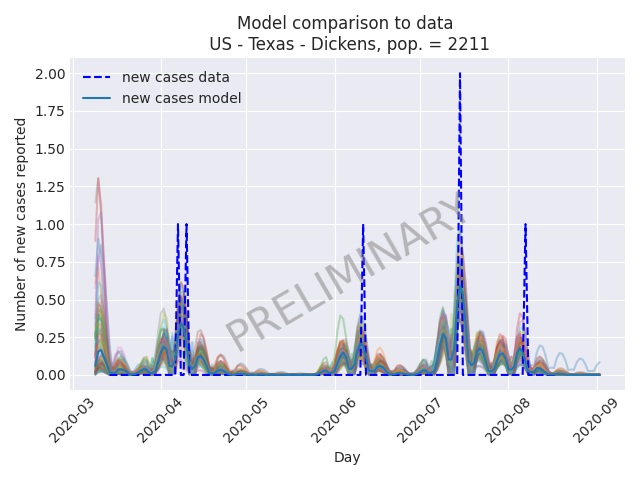 Model comparison to data
US - Texas - Dickens, pop. = 2211
new cases data
new cases model
Number of new cases reported
2.00
1.75
1.50
1.25
1.00
0.75
0.50
0.25
0.00
PRELIMINARY
2020-03
2020-04
2020-05
2020-06
2020-07
2020-08
2020-09
Day